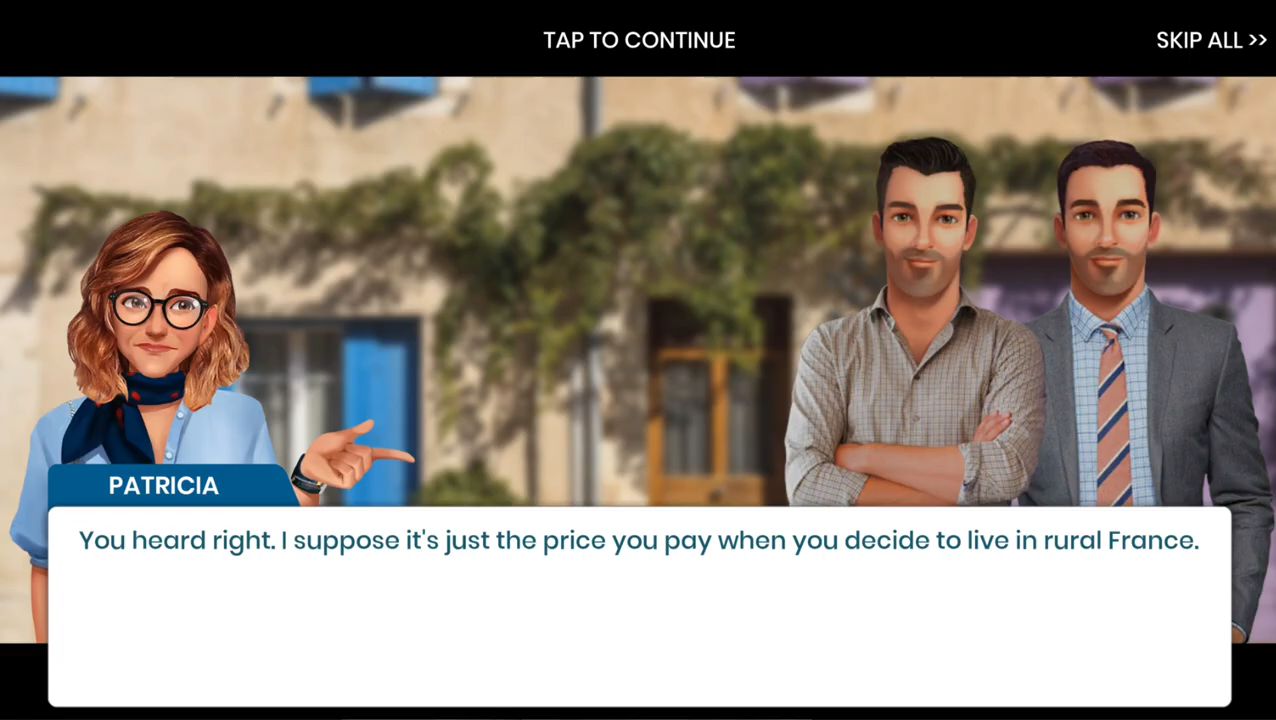 TAP TO CONTINUE
SKIP ALL >>
PATRICIA
You heard right. I suppose it's just the price you pay when you decide to live in rural France.